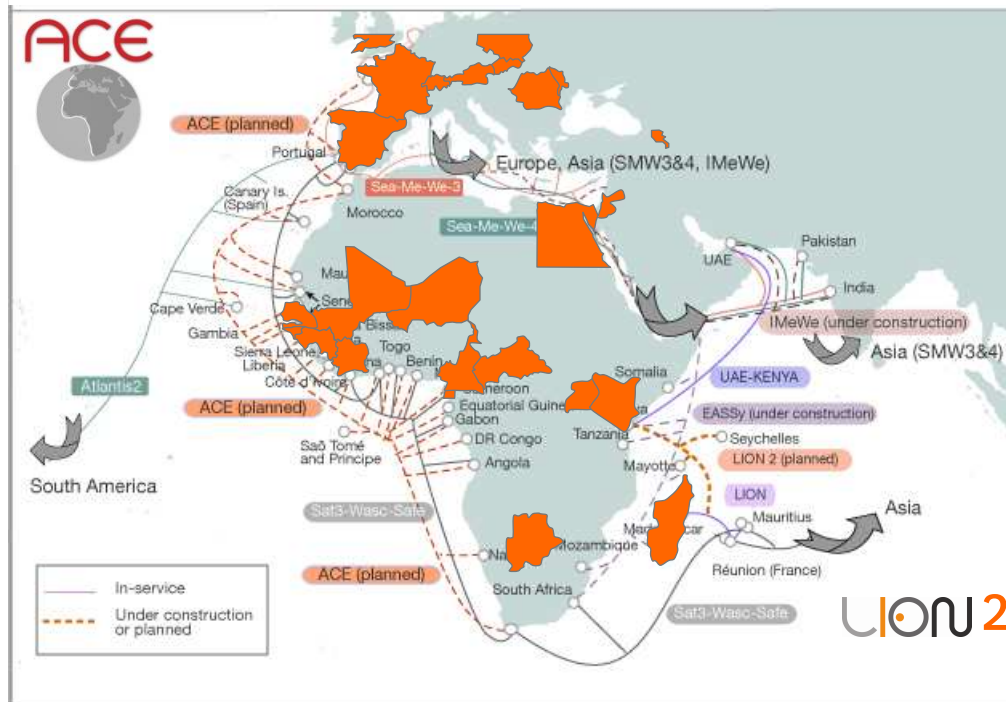 ACE
ACE (planned)
Portugal
Europe, Asia (SMW3&4, IMeWe)
Canary Is.
(Spain)
Sea-Me-We-3
Morocco
Sea-Me-We-4
Pakistan
UAE
India
Cape Verde
Gambia
IMeWe (under construction)
Asia (SMW3&4)
Sierra Leone
Liberia
Togo
Benin
Côte d'Ivoire
Somalia
UAE-KENYA
Atlantis2
ACE (planned)
Cameroon
Equatorial Guine
Gabon
EASSy (under construction)
Tanzania
Seychelles
DR Congo
Saõ Tomé
and Principe
Angola
Mayotte
LION 2 (planned)
South America
LION
Sat3-Wasc-Safe
Mauritius
Asia
Mozambique
ACE (planned)
Réunion (France)
South Africa
Sat3-Wasc-Safe
In-service
Under construction
or planned
LION 2